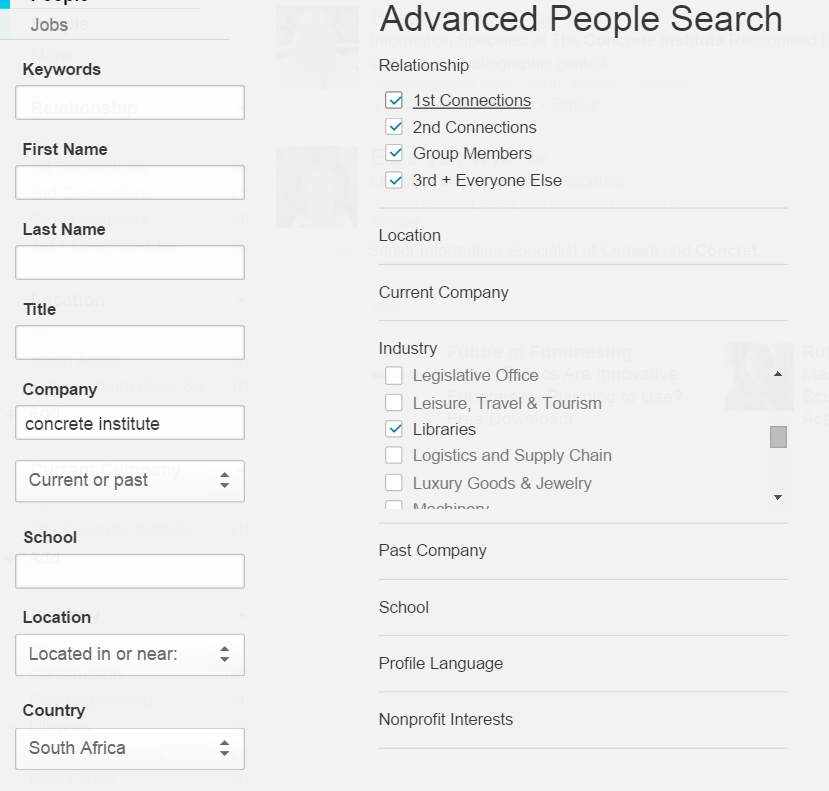 People
Jobs
Keywords
First Name
Last Name
Title
Company
concrete institute
Current or past
School
Location
Located in or near:
Country
South Africa
Advanced People Search
Relationship
1st Connections
2nd Connections
Group Members
3rd + Everyone Else
Location
Current Company
Industry
Legislative Office
Leisure, Travel & Tourism
Libraries
Logistics and Supply Chain
Luxury Goods & Jewelry
Machinery
Past Company
School
Profile Language
Nonprofit Interests